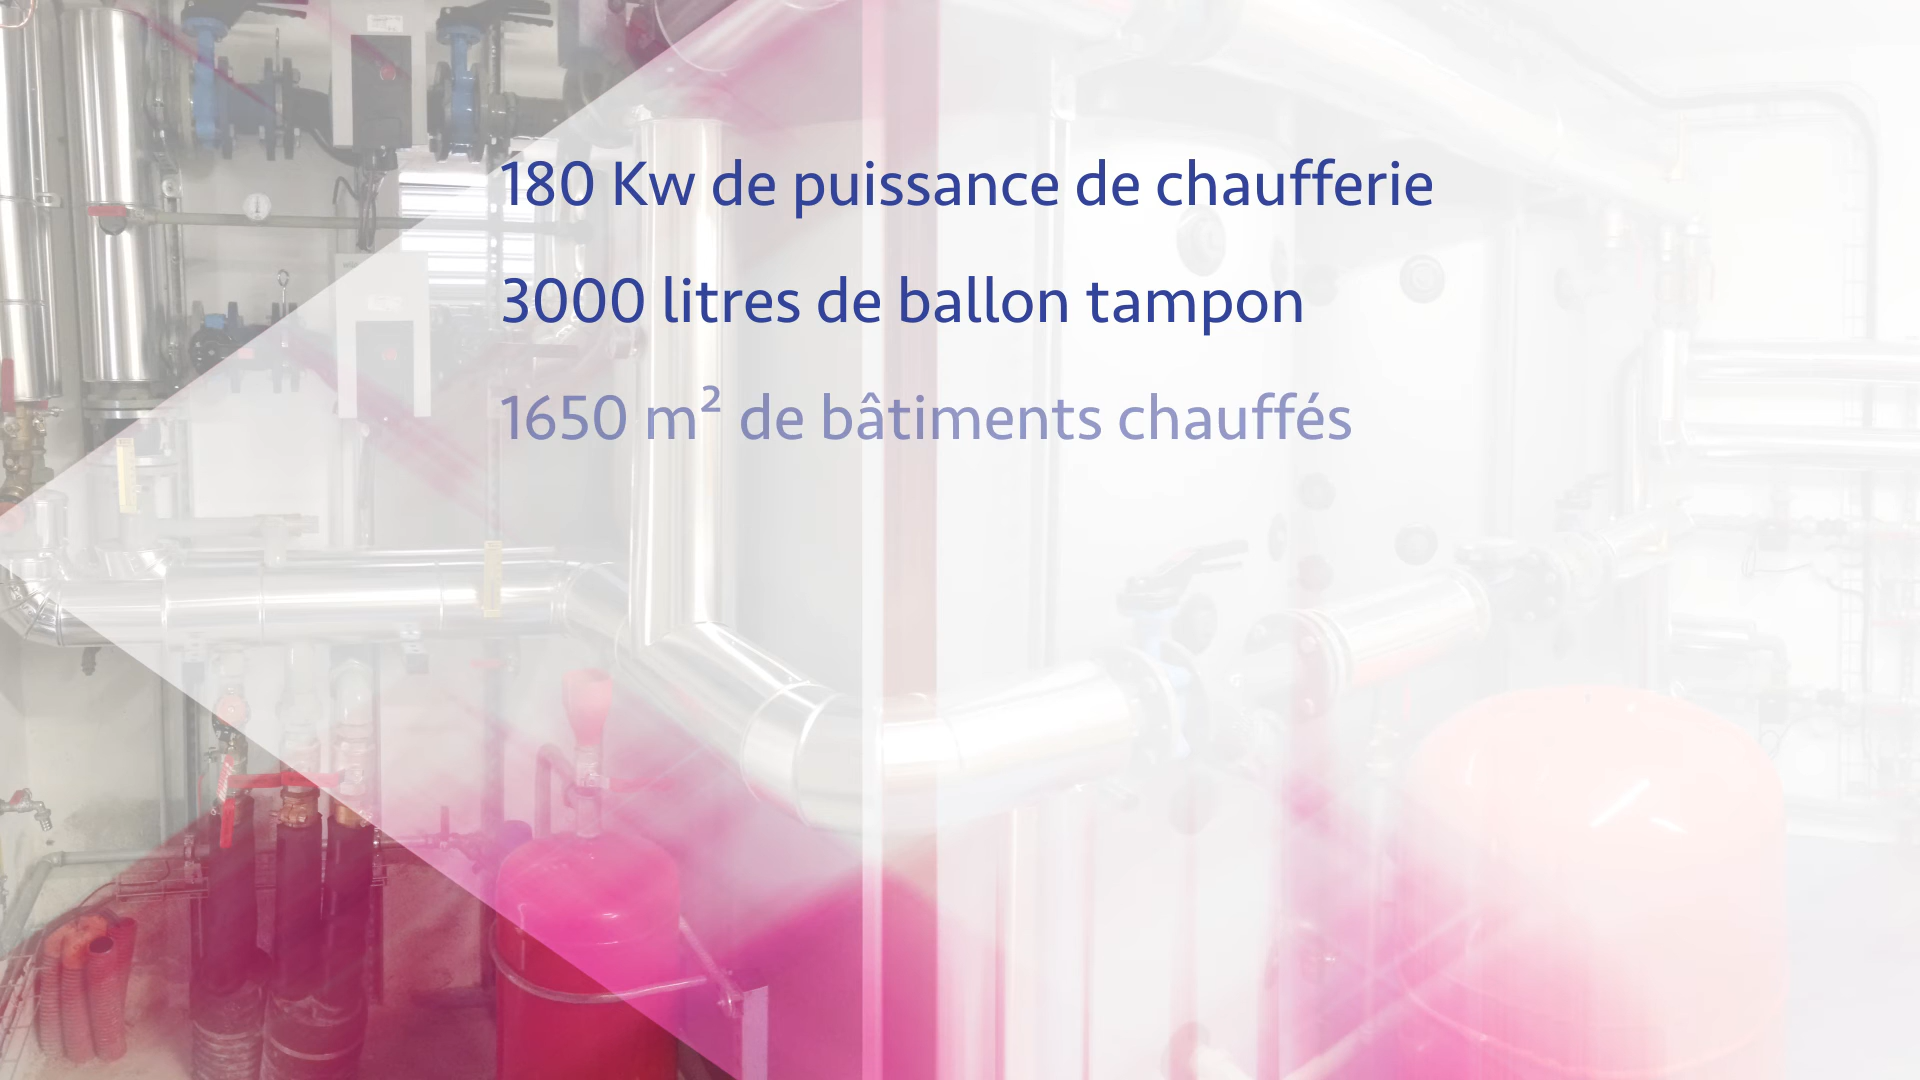 180 Kw de puissance de chaufferie
3000 litres de ballon tampon
1650 m² de bâtiments chauffés